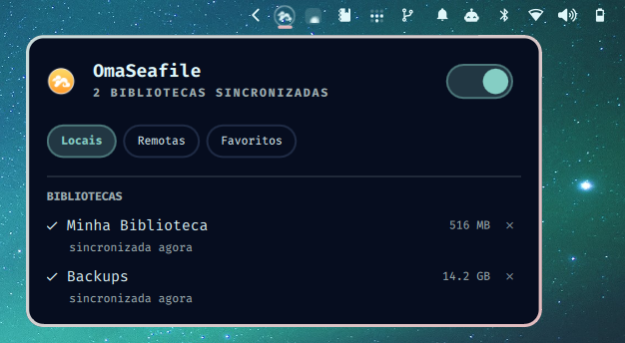 OmaSeafile
2 BIBLIOTECAS SINCRONIZADAS
Locais
Remotas
Favoritos
BIBLIOTECAS
Minha Biblioteca 516 MB ×
sincronizada agora
Backups 14.2 GB ×
sincronizada agora